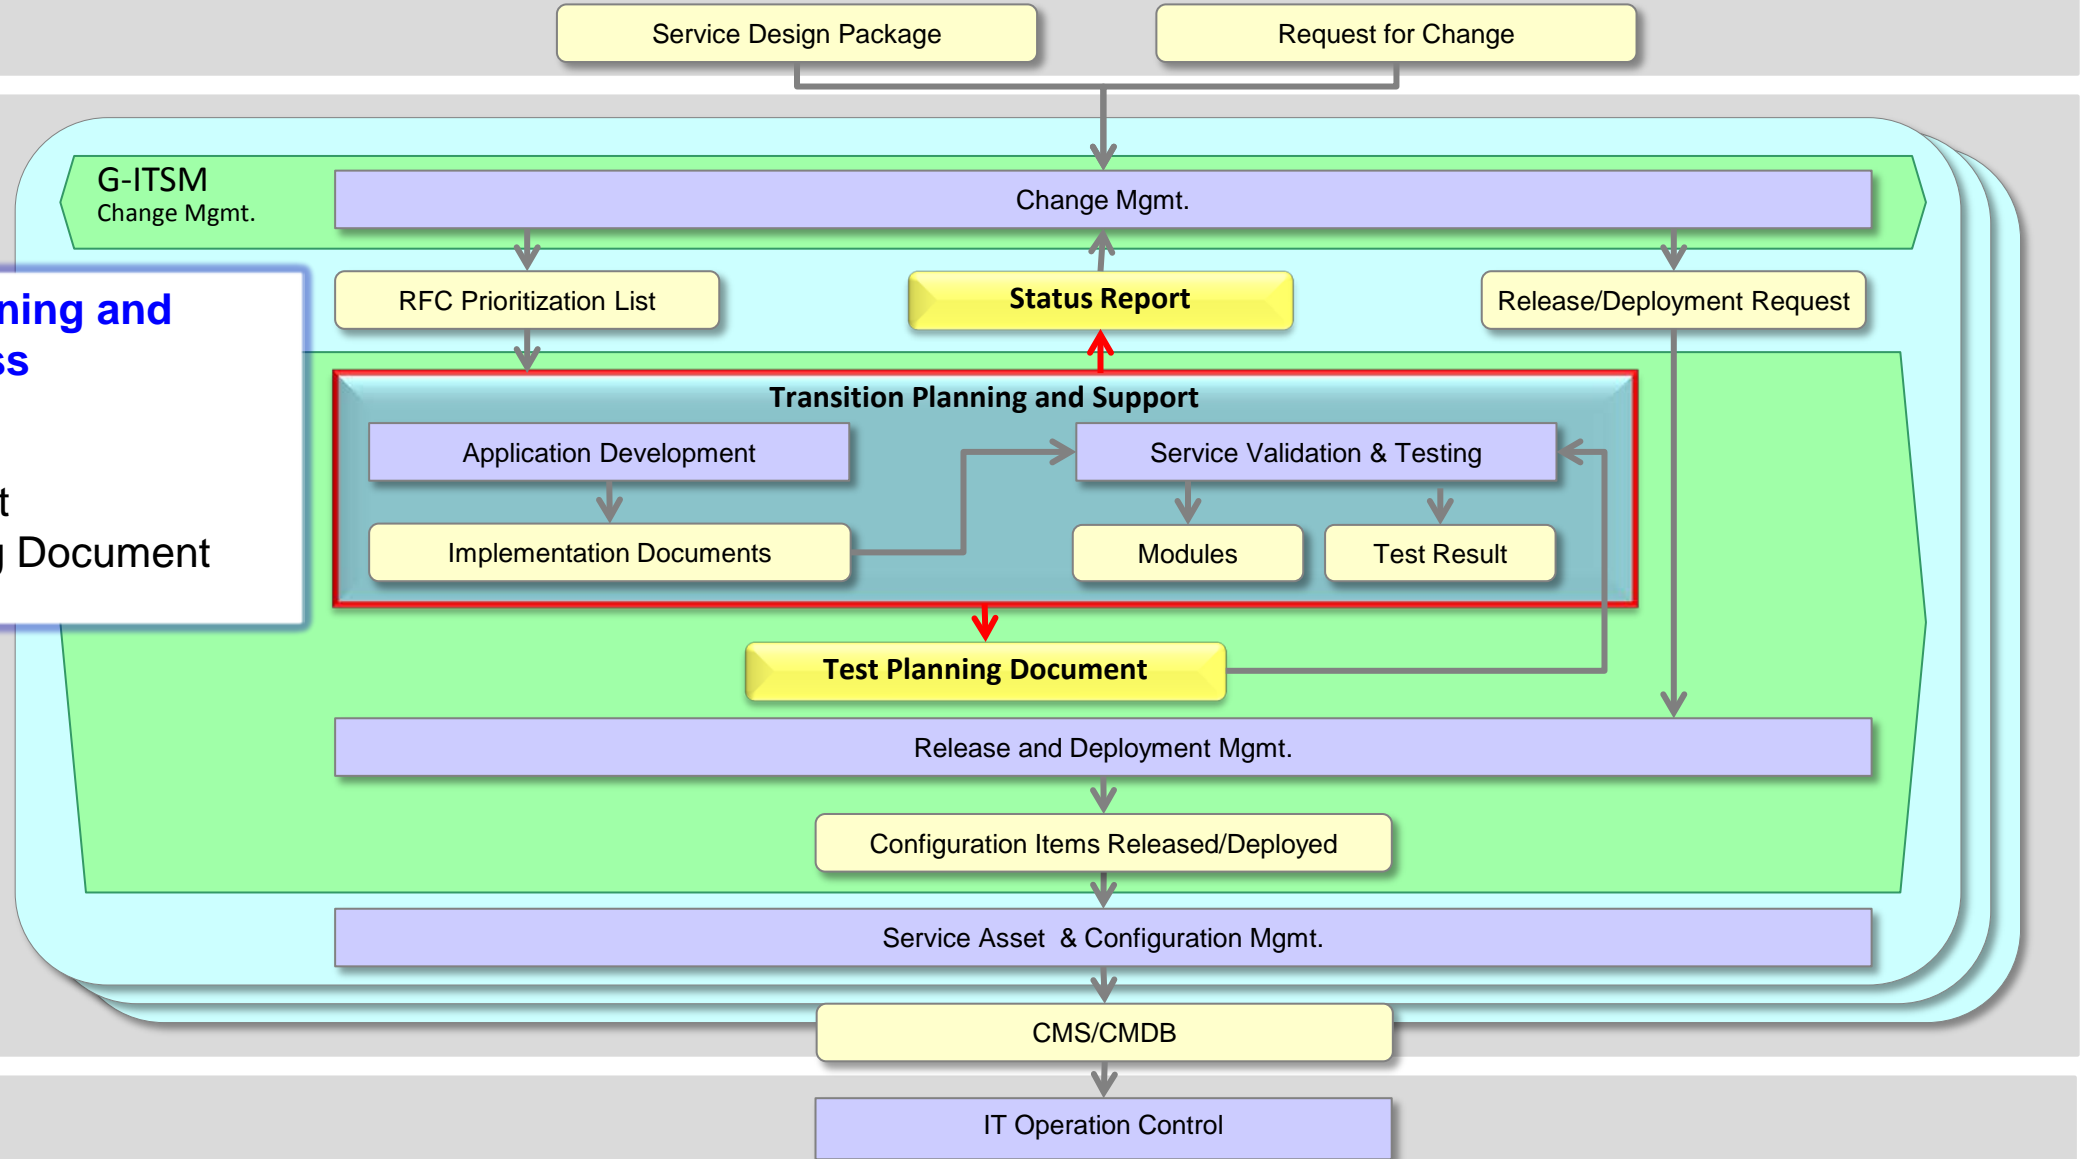 Service Design Package
Request for Change
G-ITSM
Change Mgmt.
Change Mgmt.
RFC Prioritization List
Status Report
Release/Deployment Request
and
Transition Planning and Support
Application Development
Service Validation & Testing
Document
Implementation Documents
Modules
Test Result
Test Planning Document
Release and Deployment Mgmt.
Configuration Items Released/Deployed
Service Asset & Configuration Mgmt.
CMS/CMDB
IT Operation Control